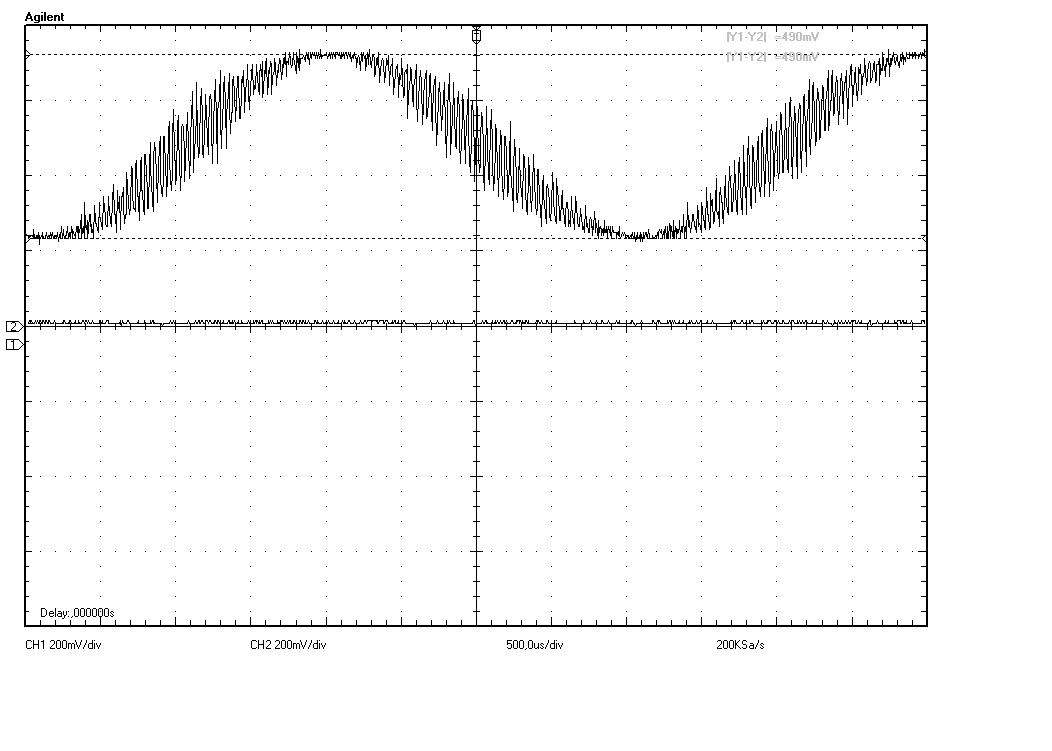 Agilent
|Y1-Y2| =490mV
|Y1-Y2| =490mV
2
1
Delay:,000000s
CH1 200mV/div CH2 200mV/div 500,0us/div 200KSa/s